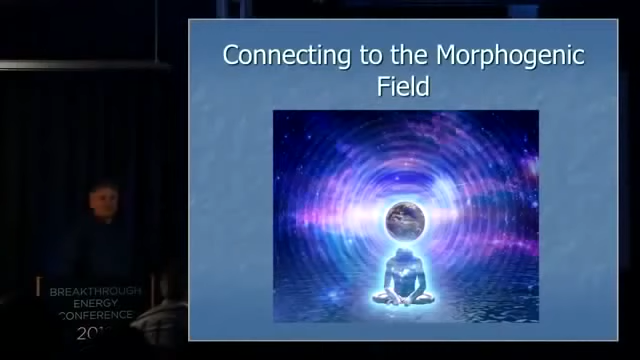 Connecting to the Morphogenic
Field
BREAKTHROUGH
ENERGY
CONFERENCE